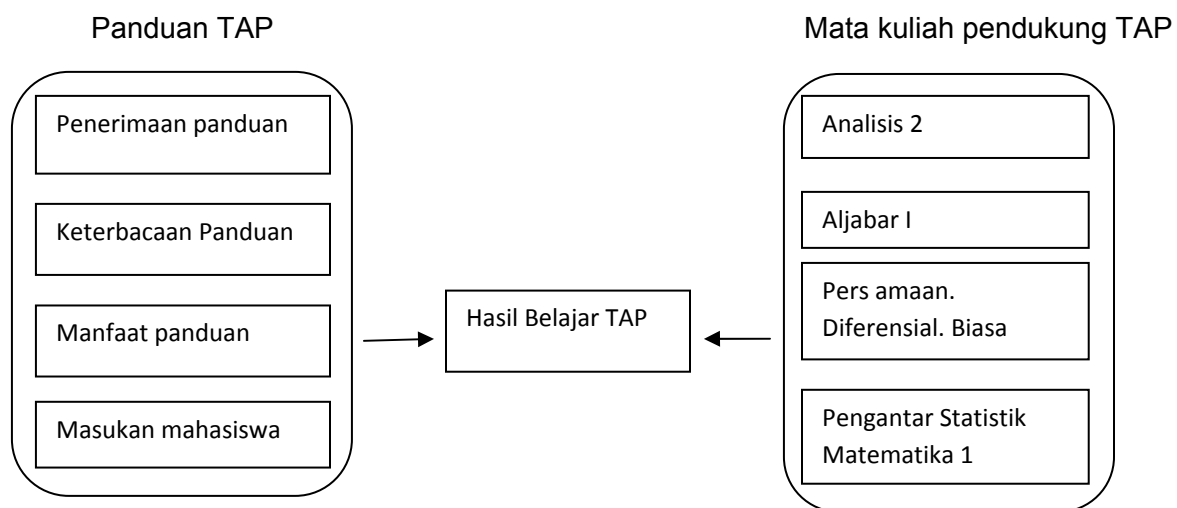 Panduan TAP
Penerimaan panduan
Keterbacaan Panduan
Manfaat panduan
Masukan mahasiswa
Hasil Belajar TAP
Mata kuliah pendukung TAP
Analisis 2
Aljabar I
Pers amaan.
Diferensial. Biasa
Pengantar Statistik
Matematika 1